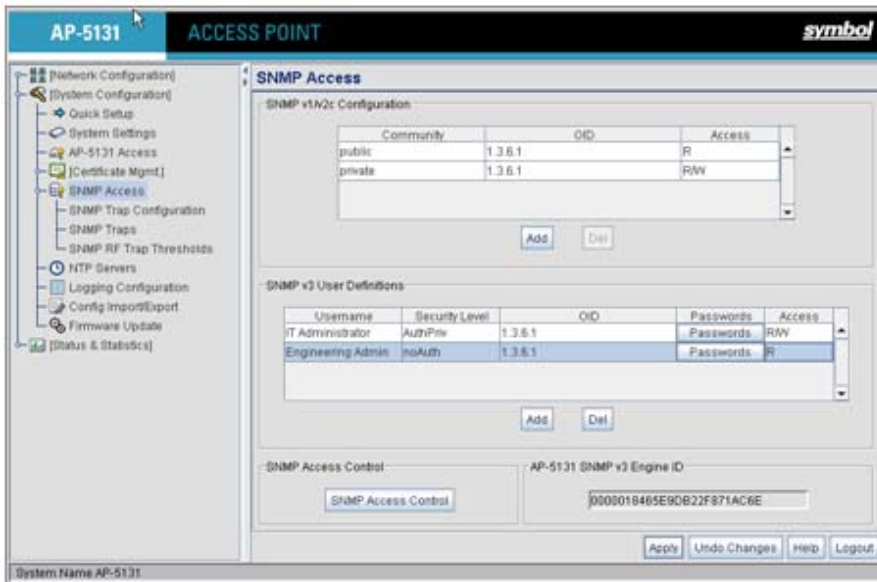 AP-5131
ACCESS POINT
symbol
[Network Configuration]
[System Configuration]
Quick Setup
System Settings
AP-5131 Access
[Certificate Mgmt.]
SNMP Access
SNMP Trap Configuration
SNMP Traps
SNMP RF Trap Thresholds
NTP Servers
Logging Configuration
Config Import/Export
Firmware Update
[Status & Statistics]
SNMP Access
SNMP v1/v2c Configuration
Community OID Access
public 1.3.6.1 R
private 1.3.6.1 R/W
Add Del
SNMP v3 User Definitions
Username Security Level OID Passwords Access
IT Administrator AuthPriv 1.3.6.1 Passwords R/W
Engineering Admin noAuth 1.3.6.1 Passwords R
Add Del
SNMP Access Control
SNMP Access Control
AP-5131 SNMP v3 Engine ID
0000018465E9DB22F871AC6E
Apply Undo Changes Help Logout
System Name AP-5131